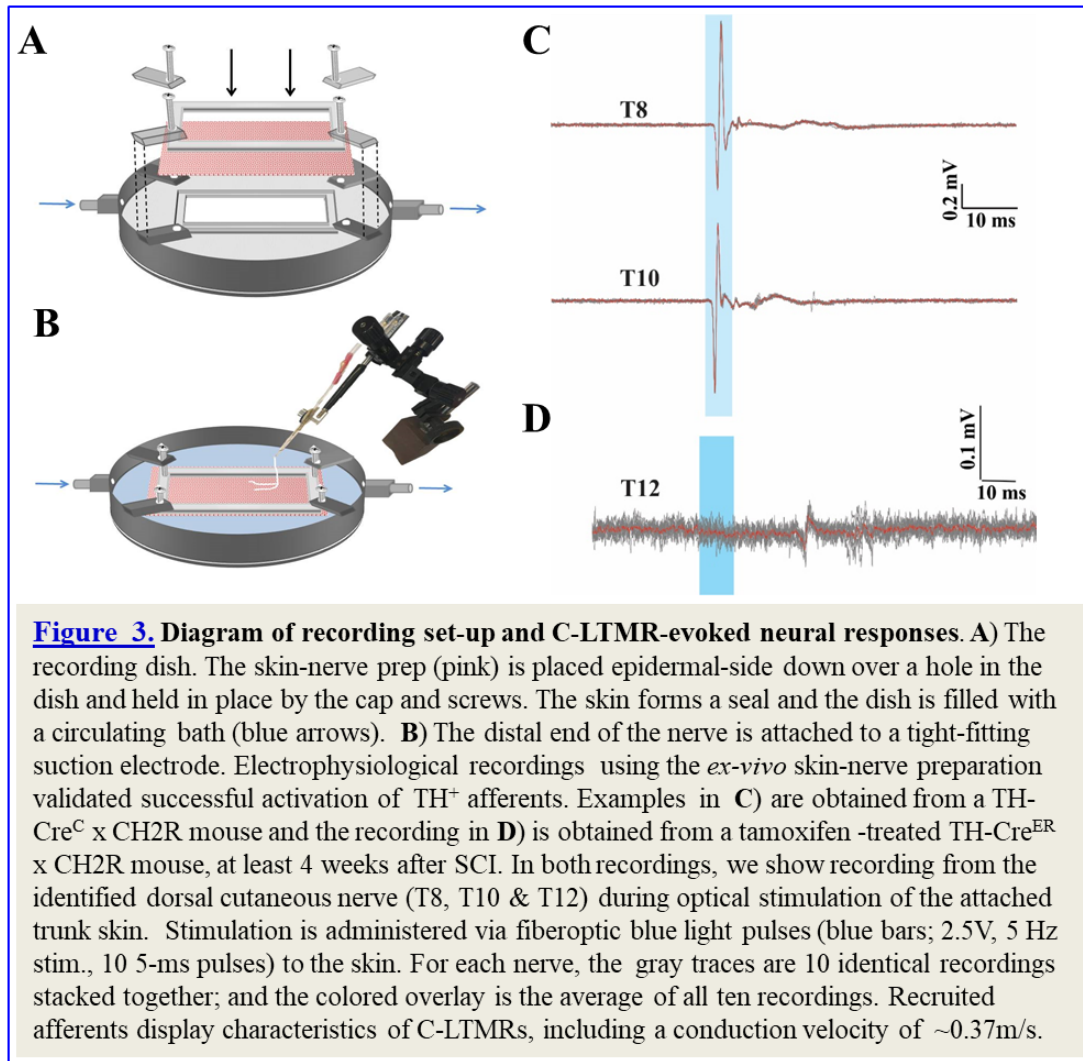 A
C
T8
0.2 mV
10 ms
T10
B
D
0.1 mV
10 ms
T12
Figure 3. Diagram of recording set-up and C-LTMR-evoked neural responses. A) The
recording dish. The skin-nerve prep (pink) is placed epidermal-side down over a hole in the
dish and held in place by the cap and screws. The skin forms a seal and the dish is filled with
a circulating bath (blue arrows). B) The distal end of the nerve is attached to a tight-fitting
suction electrode. Electrophysiological recordings using the ex-vivo skin-nerve preparation
validated successful activation of TH⁺ afferents. Examples in C) are obtained from a TH-
Creᶜ x CH2R mouse and the recording in D) is obtained from a tamoxifen -treated TH-Creᴱᴿ
x CH2R mouse, at least 4 weeks after SCI. In both recordings, we show recording from the
identified dorsal cutaneous nerve (T8, T10 & T12) during optical stimulation of the attached
trunk skin. Stimulation is administered via fiberoptic blue light pulses (blue bars; 2.5V, 5 Hz
stim., 10 5-ms pulses) to the skin. For each nerve, the gray traces are 10 identical recordings
stacked together; and the colored overlay is the average of all ten recordings. Recruited
afferents display characteristics of C-LTMRs, including a conduction velocity of ~0.37m/s.